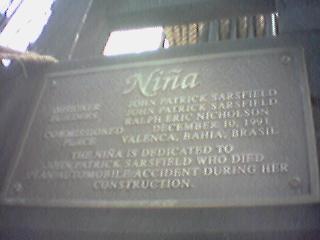 Niña
DESIGNER JOHN PATRICK SARSFIELD
BUILDERS JOHN PATRICK SARSFIELD
RALPH ERIC NICHOLSON
COMMISSIONED DECEMBER 10, 1991
PLACE VALENCA, BAHIA, BRASIL
THE NIÑA IS DEDICATED TO
JOHN PATRICK SARSFIELD WHO DIED
IN AN AUTOMOBILE ACCIDENT DURING HER
CONSTRUCTION.